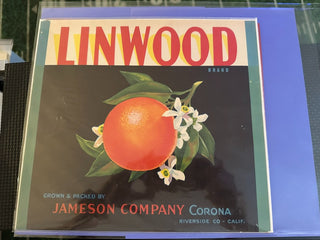 LINWOOD
BRAND
GROWN & PACKED BY
JAMESON COMPANY CORONA
RIVERSIDE CO - CALIF.